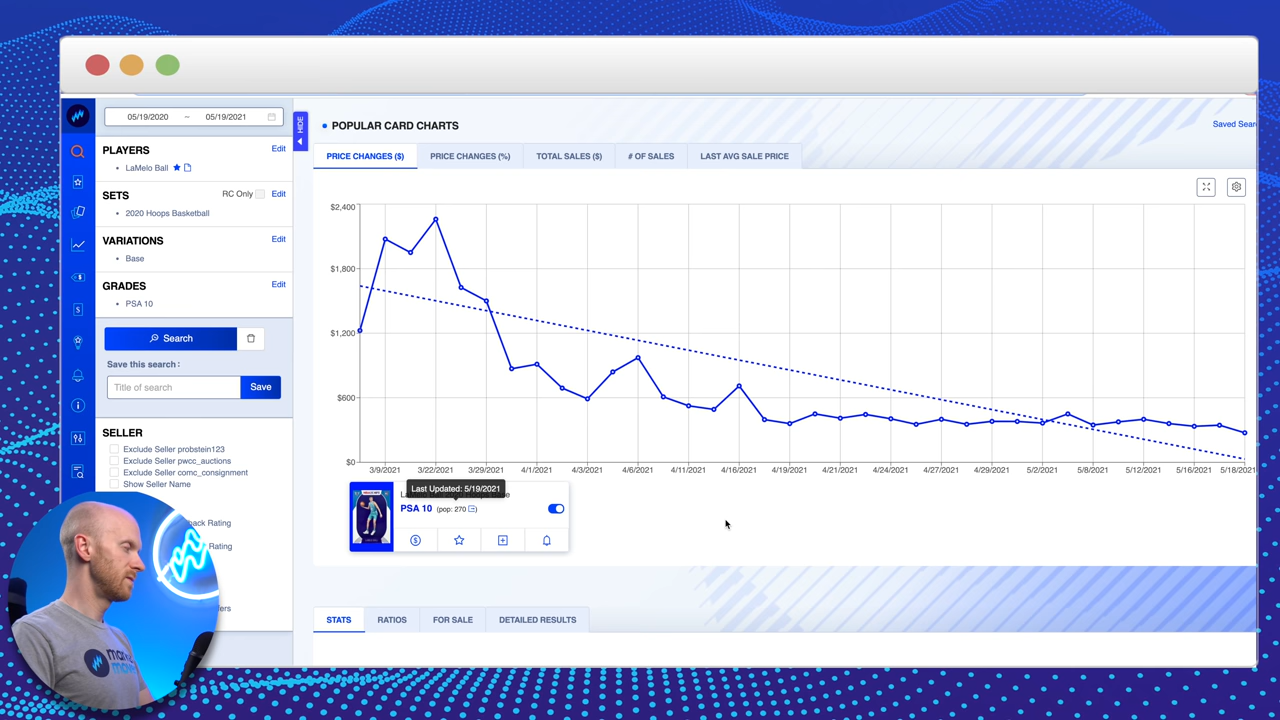 05/19/2020 ~ 05/19/2021
PLAYERS Edit
LaMelo Ball
SETS RC Only Edit
2020 Hoops Basketball
VARIATIONS Edit
Base
GRADES Edit
PSA 10
Search
Save this search :
Title of search Save
SELLER
Exclude Seller probstein123
Exclude Seller pwcc_auctions
Exclude Seller comc_consignment
Show Seller Name
back Rating
Rating
HIDE
POPULAR CARD CHARTS
Saved Sear
PRICE CHANGES ($) PRICE CHANGES (%) TOTAL SALES ($) # OF SALES LAST AVG SALE PRICE
$2,400
$1,800
$1,200
$600
$0
3/9/2021 3/22/2021 3/29/2021 4/1/2021 4/3/2021 4/6/2021 4/11/2021 4/16/2021 4/19/2021 4/21/2021 4/24/2021 4/27/2021 4/29/2021 5/2/2021 5/8/2021 5/12/2021 5/16/2021 5/18/2021
Last Updated: 5/19/2021
PSA 10 (pop: 270
STATS RATIOS FOR SALE DETAILED RESULTS